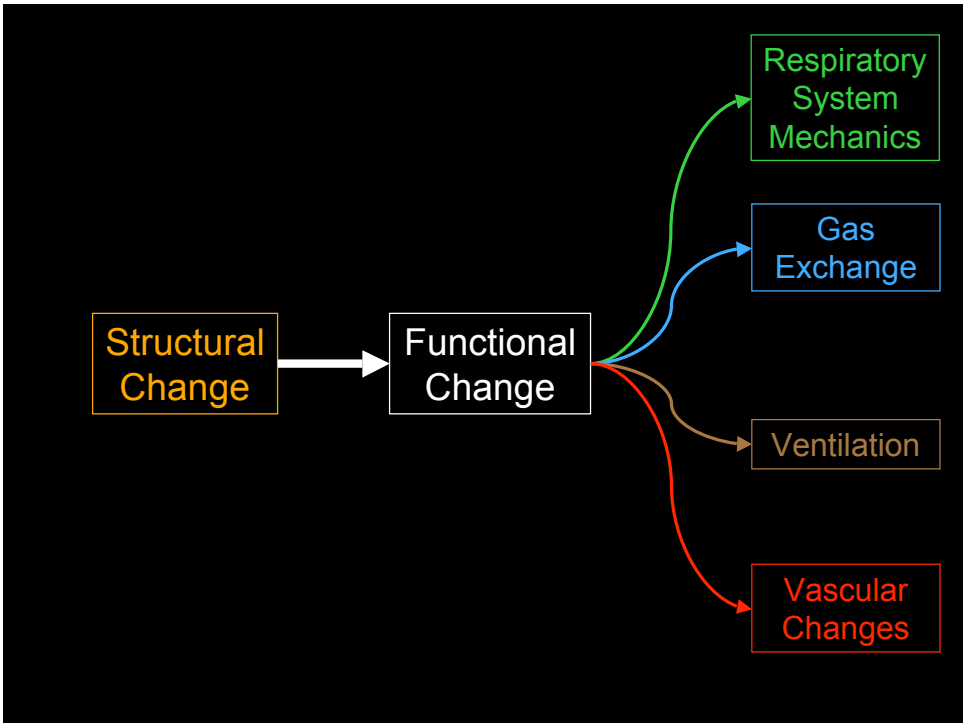 Structural
Change
Functional
Change
Respiratory
System
Mechanics
Gas
Exchange
Ventilation
Vascular
Changes